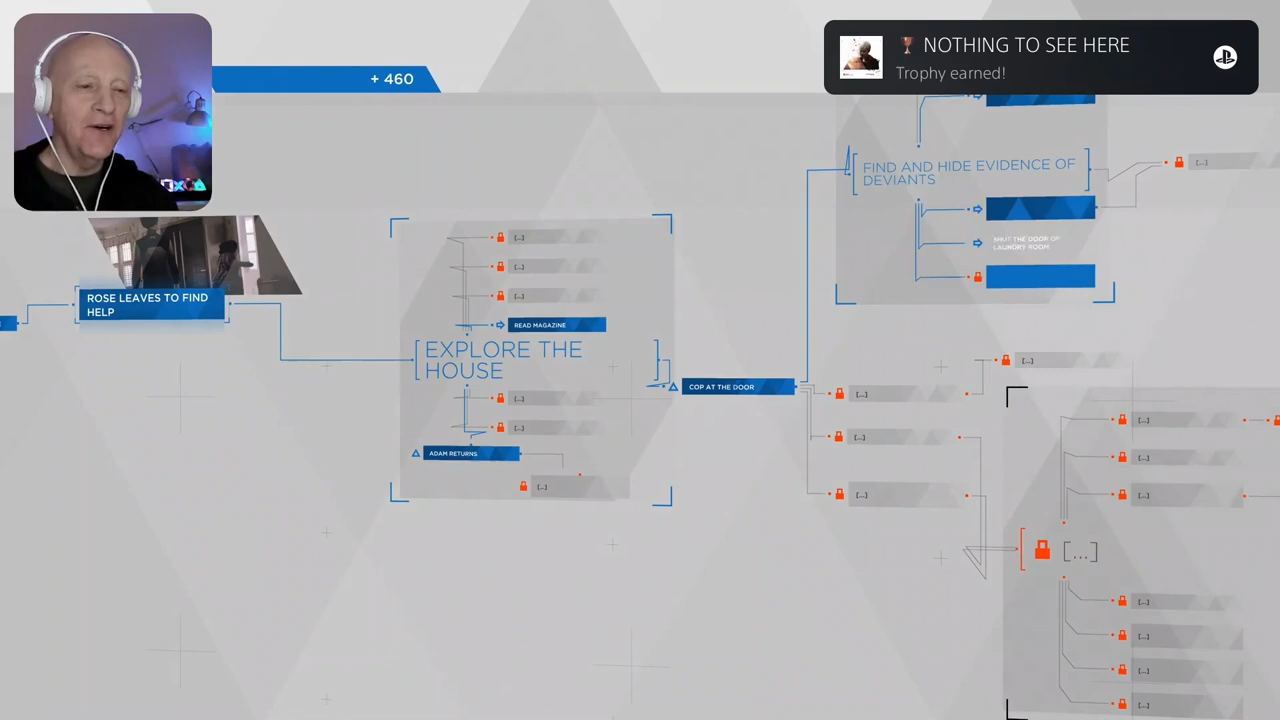 NOTHING TO SEE HERE
Trophy earned!
+ 460
FIND AND HIDE EVIDENCE OF
DEVIANTS
[...]
[...]
SHUT THE DOOR OF
LAUNDRY ROOM
[...]
[...]
ROSE LEAVES TO FIND
HELP
READ MAGAZINE
EXPLORE THE
HOUSE
[...]
COP AT THE DOOR
[...]
[...]
[...]
[...]
[...]
ADAM RETURNS
[...]
[...]
[...]
[...]
[...]
[...]
[...]
[...]
[...]